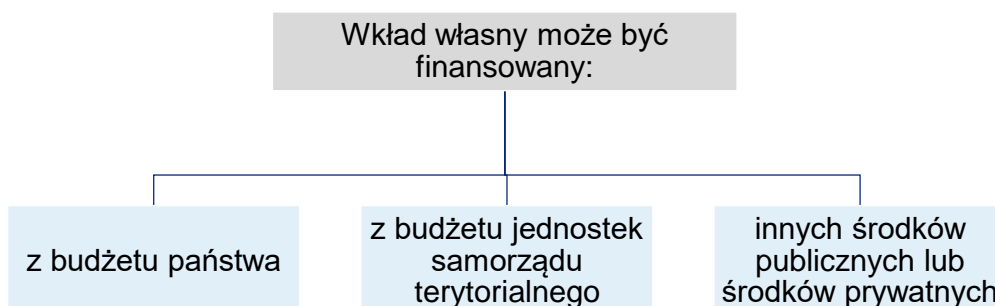 Wkład własny może być
finansowany:
z budżetu państwa
z budżetu jednostek
samorządu
terytorialnego
innych środków
publicznych lub
środków prywatnych